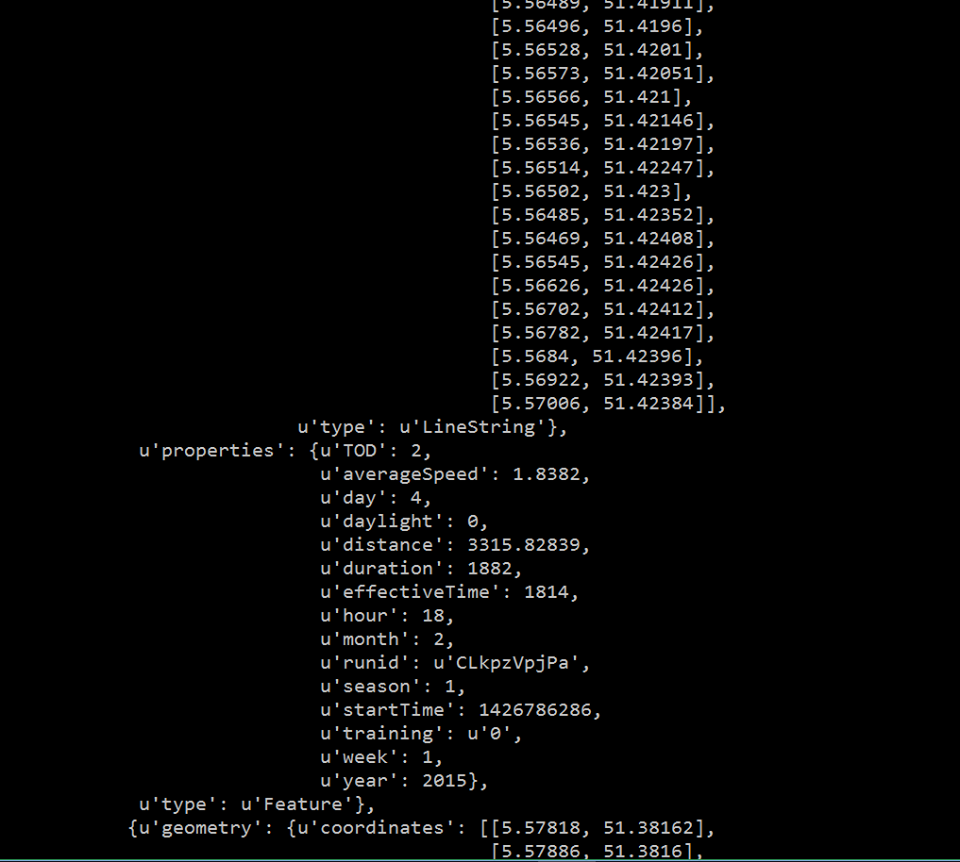 [5.56489, 51.41911],
[5.56496, 51.4196],
[5.56528, 51.4201],
[5.56573, 51.42051],
[5.56566, 51.421],
[5.56545, 51.42146],
[5.56536, 51.42197],
[5.56514, 51.42247],
[5.56502, 51.423],
[5.56485, 51.42352],
[5.56469, 51.42408],
[5.56545, 51.42426],
[5.56626, 51.42426],
[5.56702, 51.42412],
[5.56782, 51.42417],
[5.5684, 51.42396],
[5.56922, 51.42393],
[5.57006, 51.42384]],
u'type': u'LineString'},
u'properties': {u'TOD': 2,
u'averageSpeed': 1.8382,
u'day': 4,
u'daylight': 0,
u'distance': 3315.82839,
u'duration': 1882,
u'effectiveTime': 1814,
u'hour': 18,
u'month': 2,
u'runid': u'CLkpzVpjPa',
u'season': 1,
u'startTime': 1426786286,
u'training': u'0',
u'week': 1,
u'year': 2015},
u'type': u'Feature'},
{u'geometry': {u'coordinates': [[5.57818, 51.38162],
[5.57886, 51.3816],